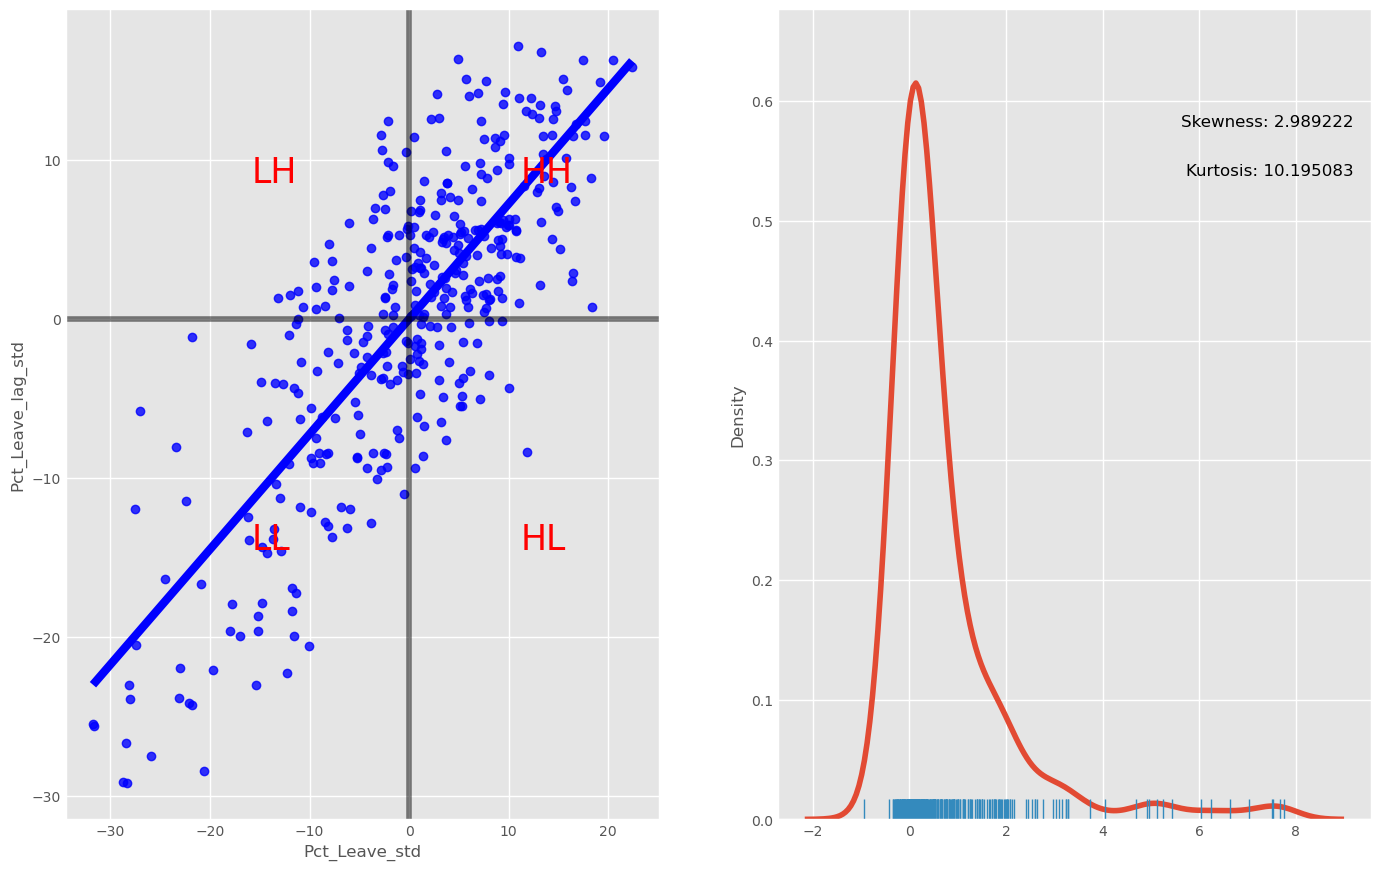 10
0
−10
−20
−30
Pct_Leave_lag_std
LH
HH
LL
HL
−30
−20
−10
0
10
20
Pct_Leave_std
0.6
0.5
0.4
0.3
0.2
0.1
0.0
Density
Skewness: 2.989222
Kurtosis: 10.195083
−2
0
2
4
6
8